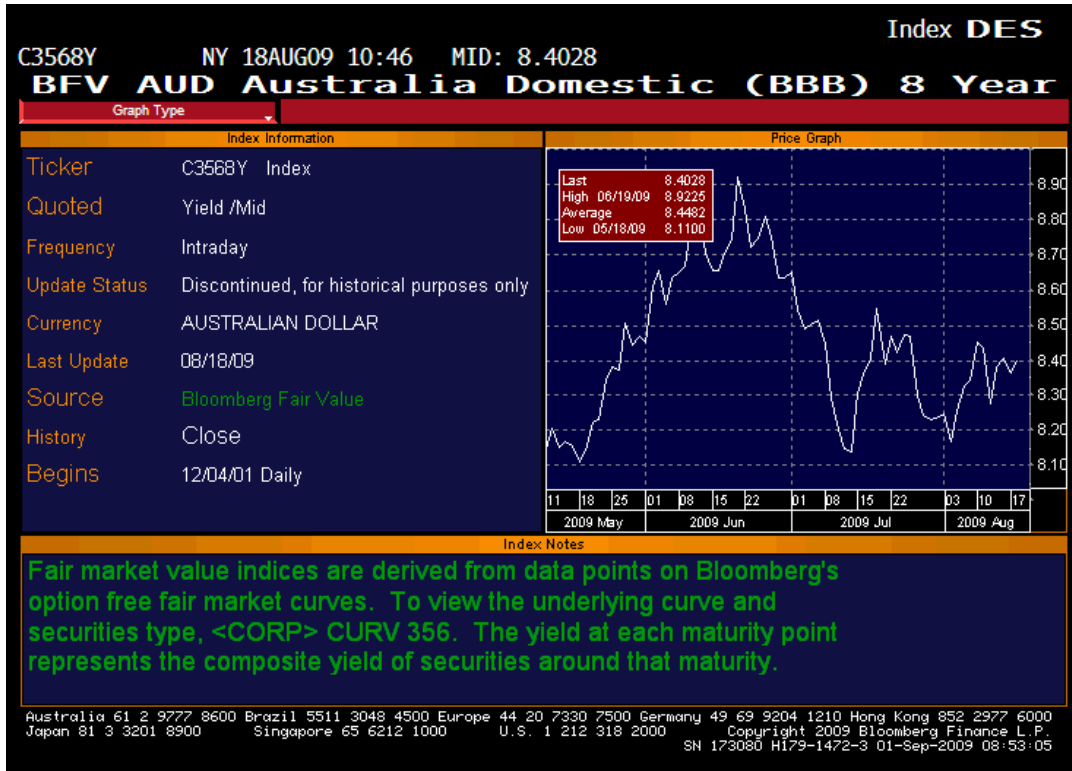 Index DES
C3568Y NY 18AUG09 10:46 MID: 8.4028
BFV AUD Australia Domestic (BBB) 8 Year
Graph Type
Index Information
Ticker C3568Y Index
Quoted Yield /Mid
Frequency Intraday
Update Status Discontinued, for historical purposes only
Currency AUSTRALIAN DOLLAR
Last Update 08/18/09
Source Bloomberg Fair Value
History Close
Begins 12/04/01 Daily
Price Graph
Last 8.4028
High 06/19/09 8.9225
Average 8.4482
Low 05/18/09 8.1100
8.90
8.80
8.70
8.60
8.50
8.40
8.30
8.20
8.10
11 18 25 01 08 15 22 01 08 15 22 03 10 17
2009 May 2009 Jun 2009 Jul 2009 Aug
Index Notes
Fair market value indices are derived from data points on Bloomberg's
option free fair market curves. To view the underlying curve and
securities type, <CORP> CURV 356. The yield at each maturity point
represents the composite yield of securities around that maturity.
Australia 61 2 9777 8600 Brazil 5511 3048 4500 Europe 44 20 7330 7500 Germany 49 69 9204 1210 Hong Kong 852 2977 6000
Japan 81 3 3201 8900 Singapore 65 6212 1000 U.S. 1 212 318 2000 Copyright 2009 Bloomberg Finance L.P.
SN 173080 H179-1472-3 01-Sep-2009 08:53:05